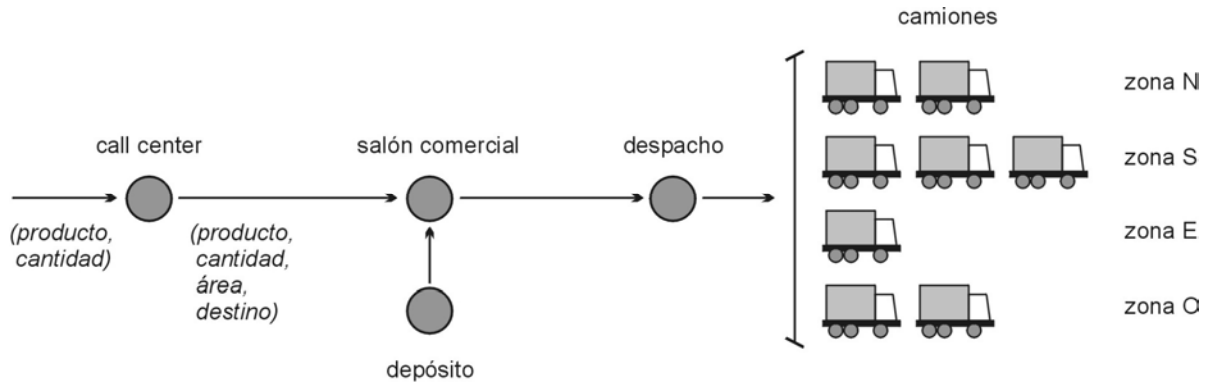 camiones
zona N
call center
salón comercial
despacho
zona S
(producto,
cantidad)
(producto,
cantidad,
área,
destino)
zona E
zona O
depósito